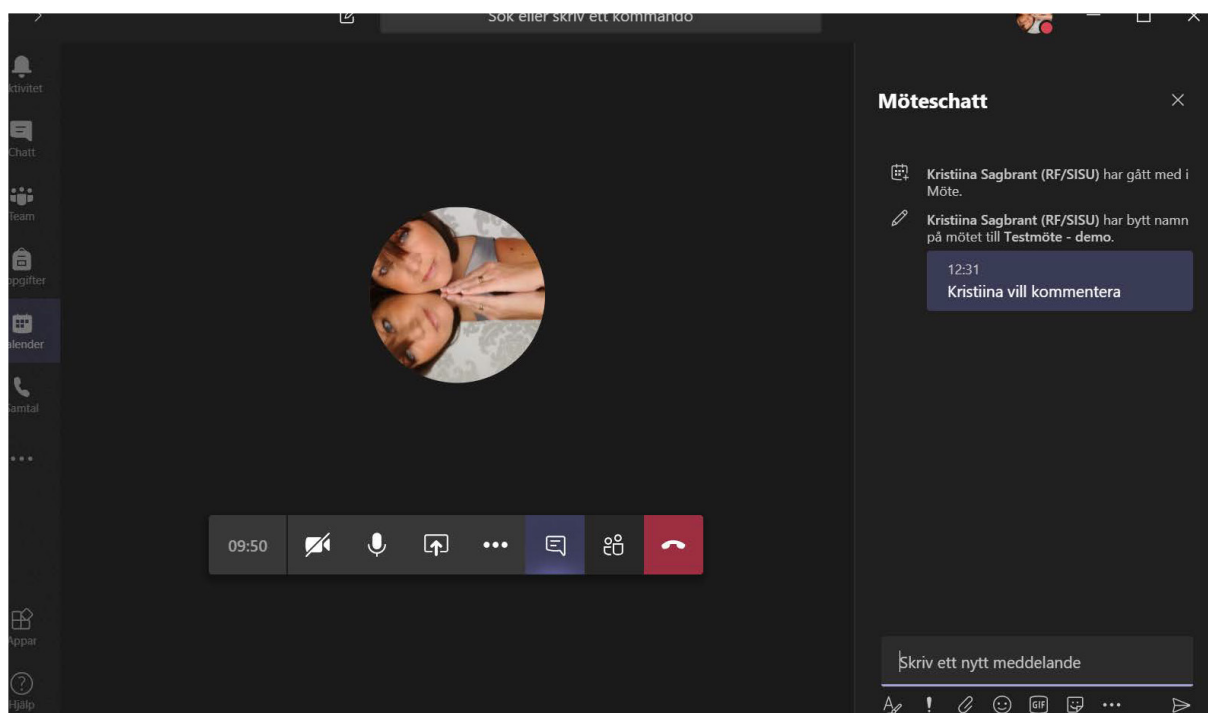 Sök eller skriv ett kommando
ktivitet
Chatt
Team
ppgifter
alender
Samtal
Appar
Hjälp
09:50
Möteschatt
Kristiina Sagbrant (RF/SISU) har gått med i
Möte.
Kristiina Sagbrant (RF/SISU) har bytt namn
på mötet till Testmöte - demo.
12:31
Kristiina vill kommentera
Skriv ett nytt meddelande
GIF